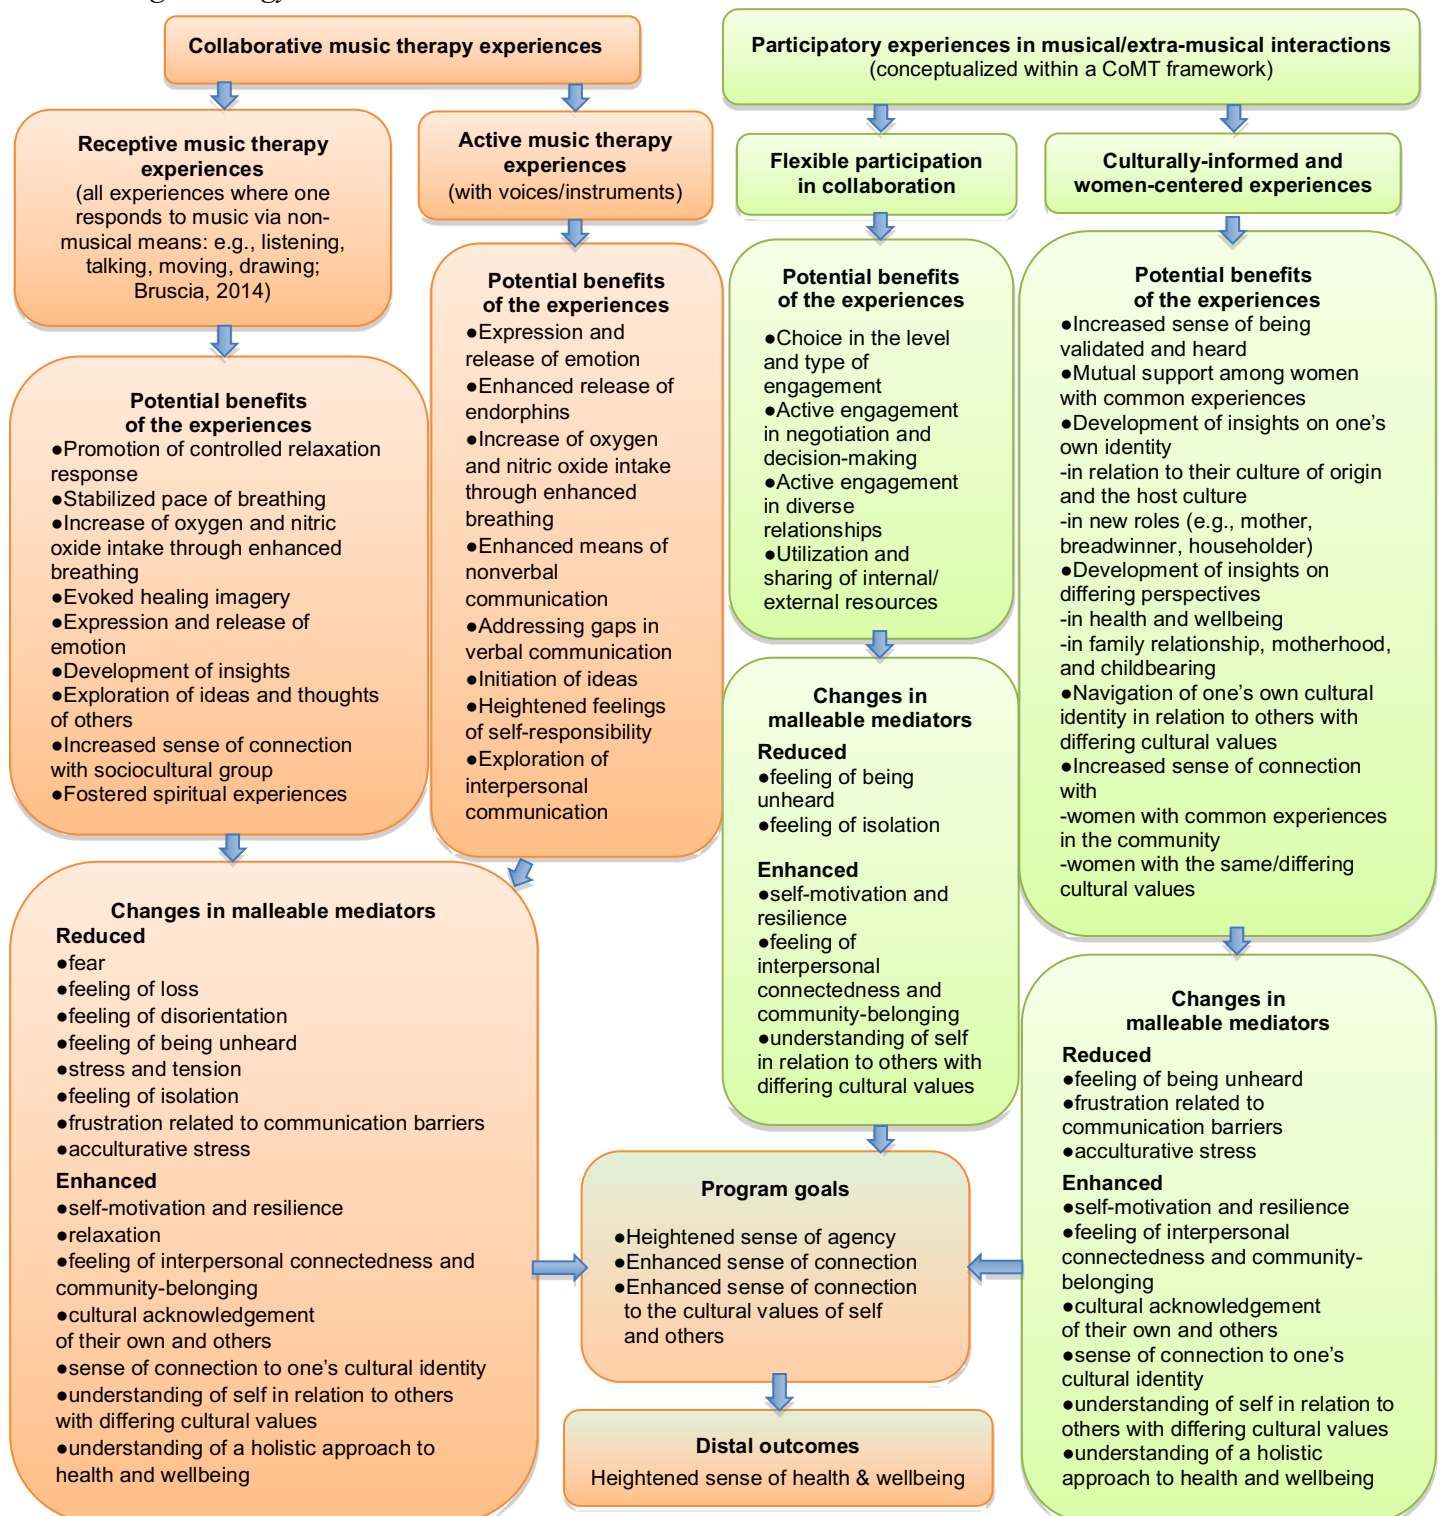 Collaborative music therapy experiences
Participatory experiences in musical/extra-musical interactions
(conceptualized within a CoMT framework)
Receptive music therapy
experiences
(all experiences where one
responds to music via non-
musical means: e.g., listening,
talking, moving, drawing;
Bruscia, 2014)
Active music therapy
experiences
(with voices/instruments)
Flexible participation
in collaboration
Culturally-informed and
women-centered experiences
Potential benefits
of the experiences
●Promotion of controlled relaxation
response
●Stabilized pace of breathing
●Increase of oxygen and nitric
oxide intake through enhanced
breathing
●Evoked healing imagery
●Expression and release of
emotion
●Development of insights
●Exploration of ideas and thoughts
of others
●Increased sense of connection
with sociocultural group
●Fostered spiritual experiences
Potential benefits
of the experiences
●Expression and
release of emotion
●Enhanced release of
endorphins
●Increase of oxygen
and nitric oxide intake
through enhanced
breathing
●Enhanced means of
nonverbal
communication
●Addressing gaps in
verbal communication
●Initiation of ideas
●Heightened feelings
of self-responsibility
●Exploration of
interpersonal
communication
Potential benefits
of the experiences
●Choice in the level
and type of
engagement
●Active engagement
in negotiation and
decision-making
●Active engagement
in diverse
relationships
●Utilization and
sharing of internal/
external resources
Potential benefits
of the experiences
●Increased sense of being
validated and heard
●Mutual support among women
with common experiences
●Development of insights on one's
own identity
-in relation to their culture of origin
and the host culture
-in new roles (e.g., mother,
breadwinner, householder)
●Development of insights on
differing perspectives
-in health and wellbeing
-in family relationship, motherhood,
and childbearing
●Navigation of one's own cultural
identity in relation to others with
differing cultural values
●Increased sense of connection
with
-women with common experiences
in the community
-women with the same/differing
cultural values
Changes in malleable mediators
Reduced
●fear
●feeling of loss
●feeling of disorientation
●feeling of being unheard
●stress and tension
●feeling of isolation
●frustration related to communication barriers
●acculturative stress
Enhanced
●self-motivation and resilience
●relaxation
●feeling of interpersonal connectedness and
community-belonging
●cultural acknowledgement
of their own and others
●sense of connection to one's cultural identity
●understanding of self in relation to others
with differing cultural values
●understanding of a holistic approach to
health and wellbeing
Changes in
malleable mediators
Reduced
●feeling of being
unheard
●feeling of isolation
Enhanced
●self-motivation and
resilience
●feeling of
interpersonal
connectedness and
community-belonging
●understanding of self
in relation to others with
differing cultural values
Changes in
malleable mediators
Reduced
●feeling of being unheard
●frustration related to
communication barriers
●acculturative stress
Enhanced
●self-motivation and resilience
●feeling of interpersonal
connectedness and community-
belonging
●cultural acknowledgement
of their own and others
●sense of connection to one's
cultural identity
●understanding of self in relation to
others with differing cultural values
●understanding of a holistic
approach to health and wellbeing
Program goals
●Heightened sense of agency
●Enhanced sense of connection
●Enhanced sense of connection
to the cultural values of self
and others
Distal outcomes
Heightened sense of health & wellbeing